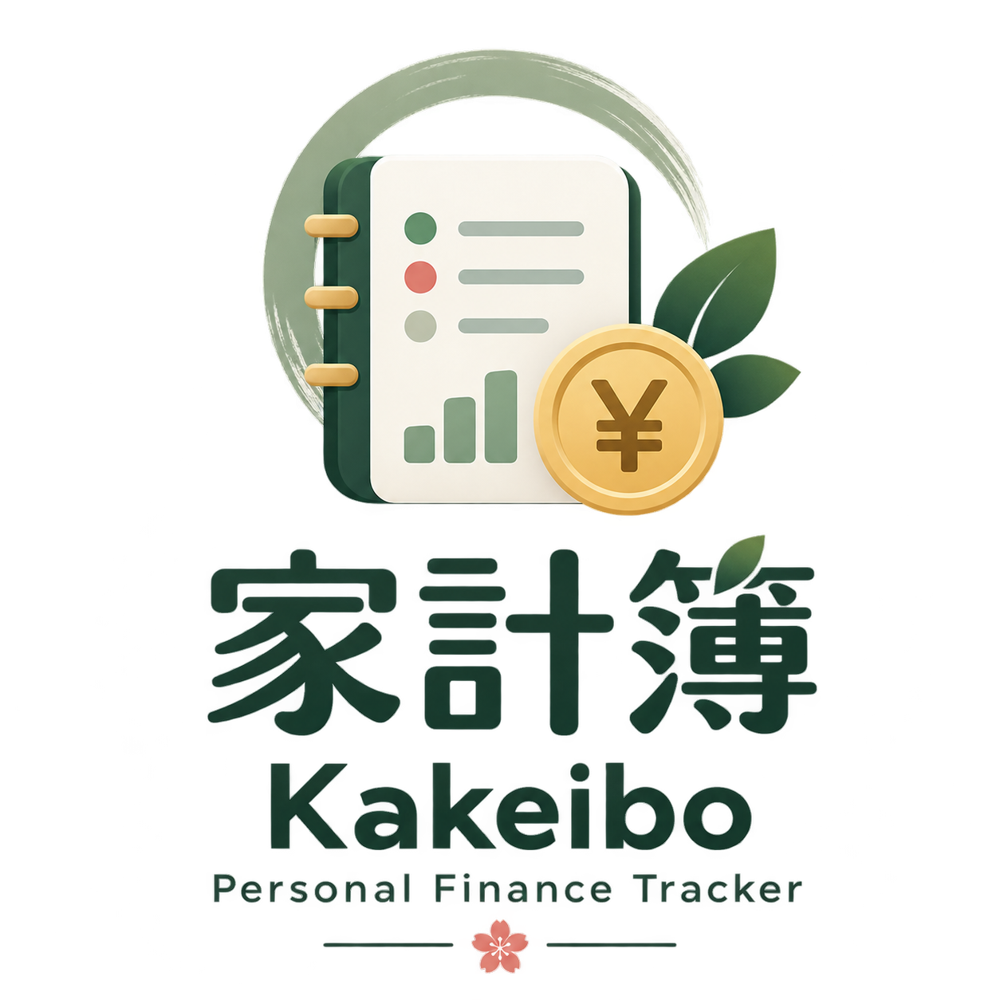 ¥
家計簿
Kakeibo
Personal Finance Tracker